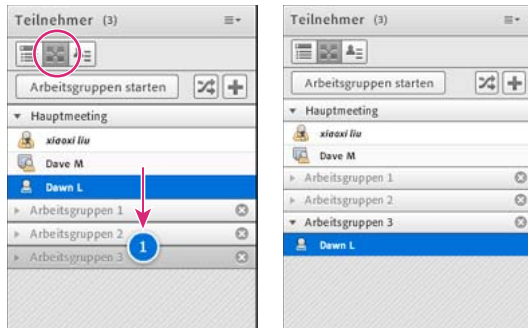 Teilnehmer (3)
Arbeitsgruppen starten
Hauptmeeting
xiaoxi liu
Dave M
Dawn L
Arbeitsgruppen 1
Arbeitsgruppen 2
1
Arbeitsgruppen 3
Teilnehmer (3)
Arbeitsgruppen starten
Hauptmeeting
xiaoxi liu
Dave M
Arbeitsgruppen 1
Arbeitsgruppen 2
Arbeitsgruppen 3
Dawn L